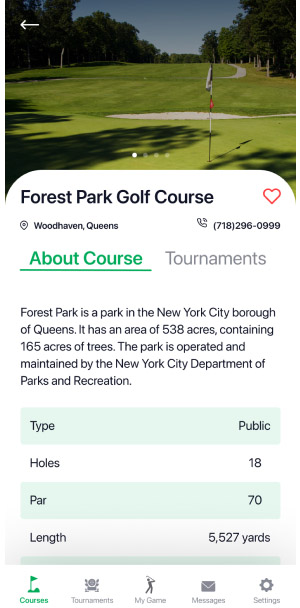 Forest Park Golf Course
Woodhaven, Queens
(718)296-0999
About Course
Tournaments
Forest Park is a park in the New York City borough
of Queens. It has an area of 538 acres, containing
165 acres of trees. The park is operated and
maintained by the New York City Department of
Parks and Recreation.
Type
Public
Holes
18
Par
70
Length
5,527 yards
Courses
Tournaments
My Game
Messages
Settings